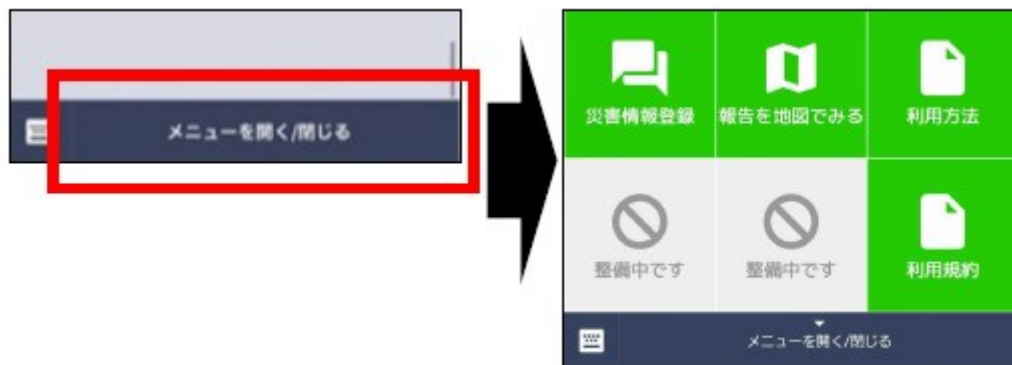 メニューを開く/閉じる
災害情報登録
報告を地図でみる
利用方法
整備中です
整備中です
利用規約
メニューを開く/閉じる